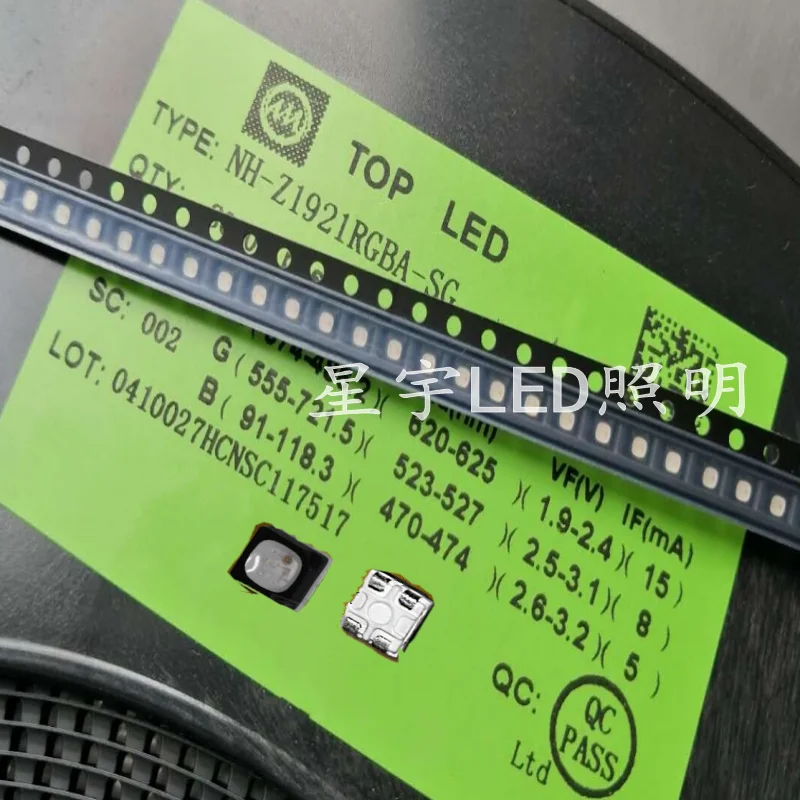 TOP LED
TYPE: NH-Z1921RGBA-SG
QTY:
SC: 002
VF(V) IF(mA)
620-625 )( 1.9-2.4 )( 15 )
G ( 555-721.5 )( 523-527 )( 2.5-3.1 )( 8 )
B ( 91-118.3 )( 470-474 )( 2.6-3.2 )( 5 )
LOT: 0410027HCNSC117517
QC: QC PASS
Ltd
星宇LED照明